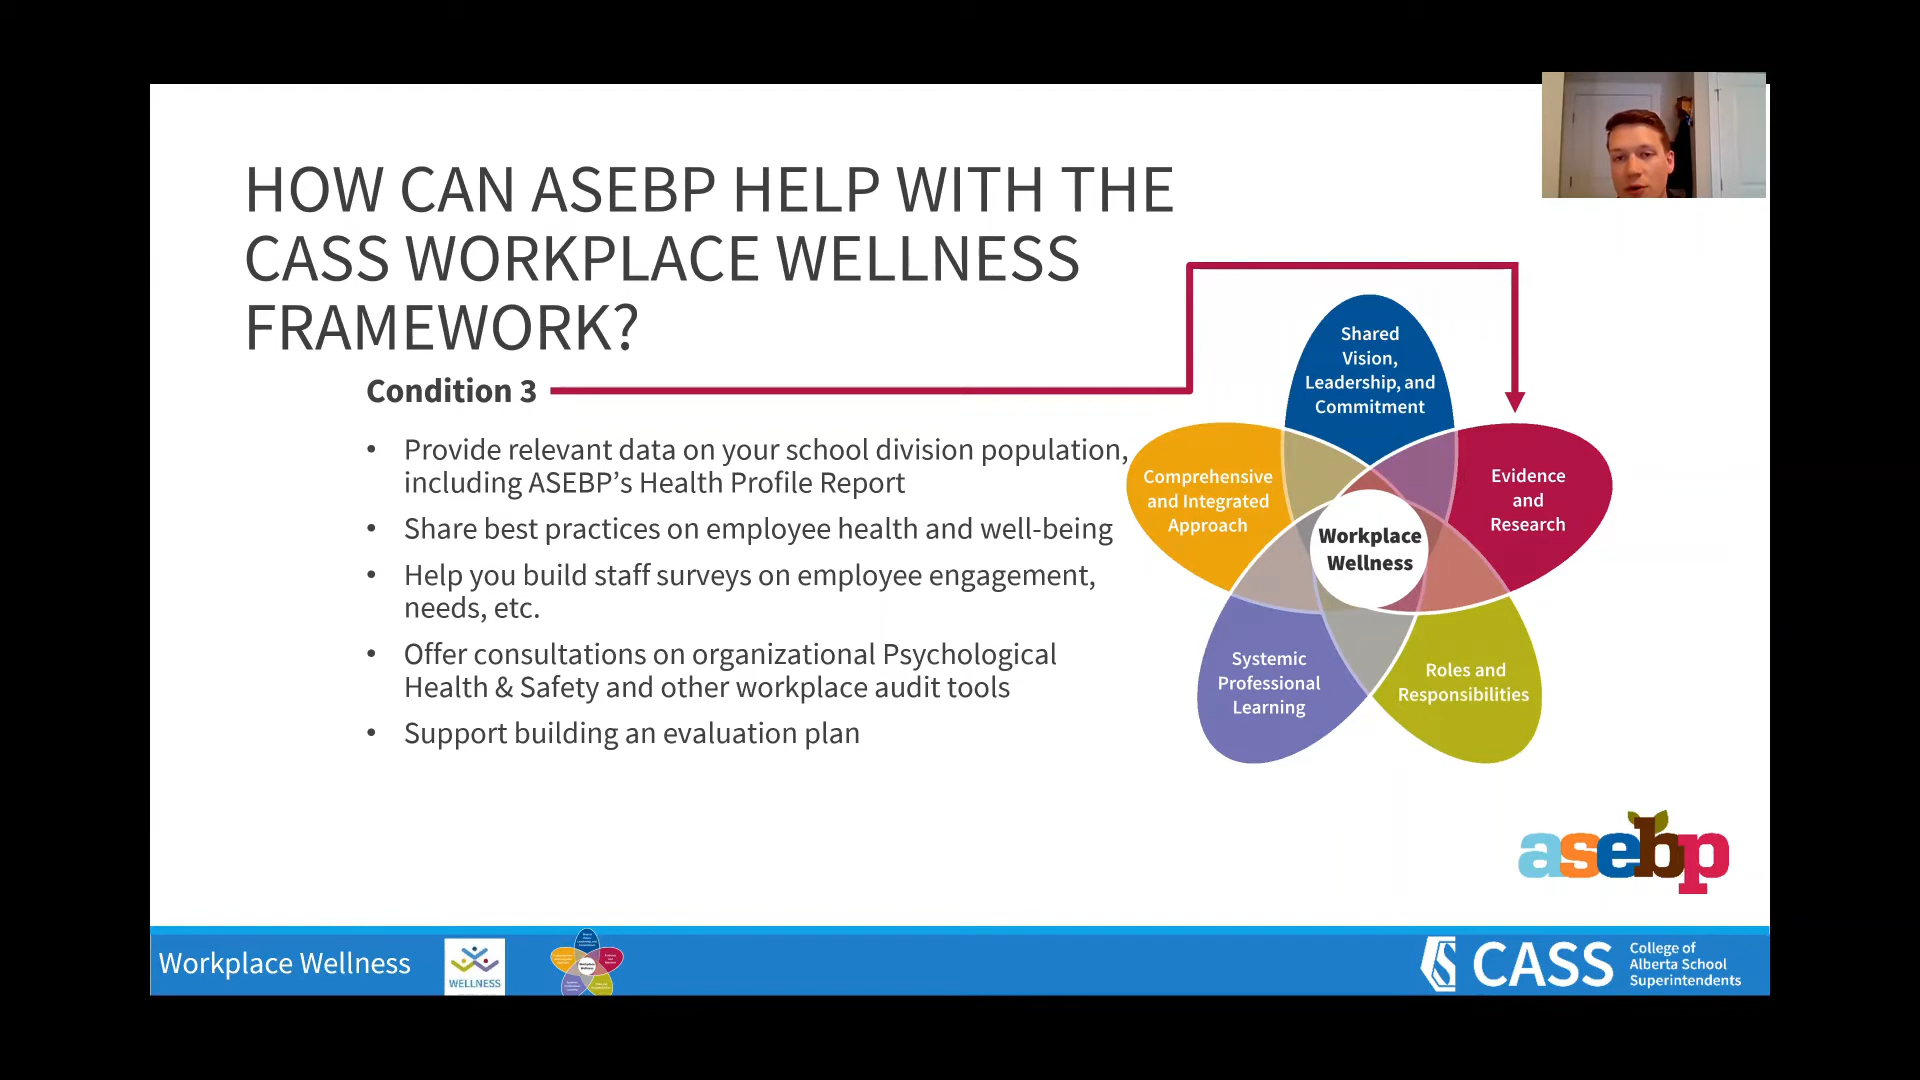 HOW CAN ASEBP HELP WITH THE
CASS WORKPLACE WELLNESS
FRAMEWORK?
Condition 3
• Provide relevant data on your school division population,
including ASEBP’s Health Profile Report
• Share best practices on employee health and well-being
• Help you build staff surveys on employee engagement,
needs, etc.
• Offer consultations on organizational Psychological
Health & Safety and other workplace audit tools
• Support building an evaluation plan
Shared
Vision,
Leadership, and
Commitment
Evidence
and
Research
Roles and
Responsibilities
Systemic
Professional
Learning
Comprehensive
and Integrated
Approach
Workplace
Wellness
asebp
Workplace Wellness
WELLNESS
CASS
College of
Alberta School
Superintendents